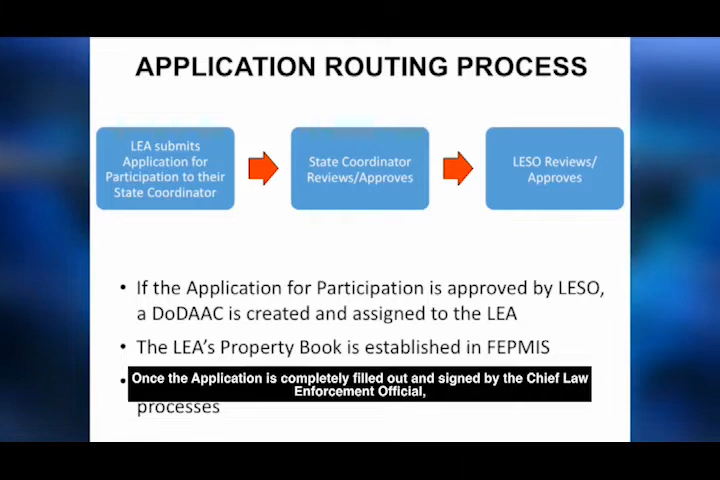 APPLICATION ROUTING PROCESS
LEA submits
Application for
Participation to their
State Coordinator
State Coordinator
Reviews/Approves
LESO Reviews/
Approves
• If the Application for Participation is approved by LESO,
a DoDAAC is created and assigned to the LEA
• The LEA’s Property Book is established in FEPMIS
Once the Application is completely filled out and signed by the Chief Law
Enforcement Official,
processes